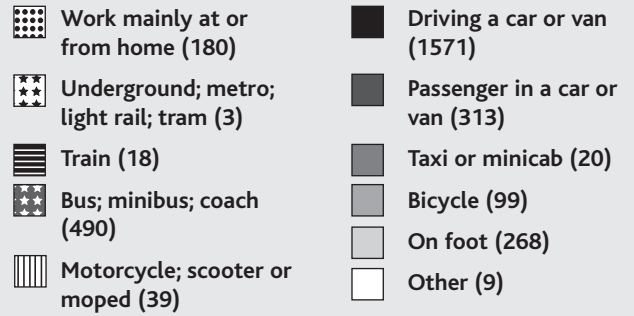 Work mainly at or
from home (180)
Underground; metro;
light rail; tram (3)
Train (18)
Bus; minibus; coach
(490)
Motorcycle; scooter or
moped (39)
Driving a car or van
(1571)
Passenger in a car or
van (313)
Taxi or minicab (20)
Bicycle (99)
On foot (268)
Other (9)